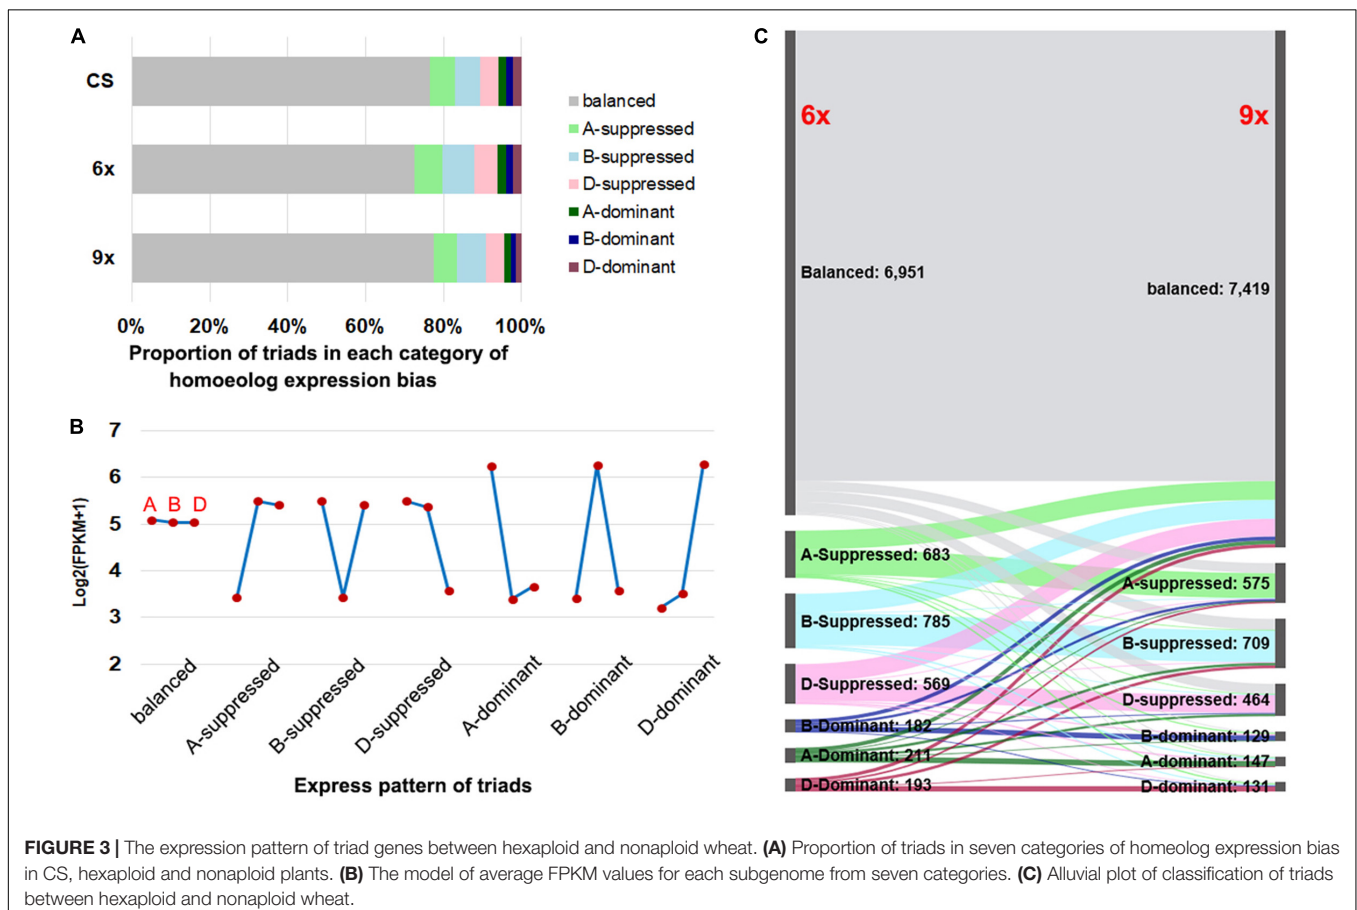 A
CS
6x
9x
0% 20% 40% 60% 80% 100%
Proportion of triads in each category of
homoeolog expression bias
balanced
A-suppressed
B-suppressed
D-suppressed
A-dominant
B-dominant
D-dominant
B
7
6
5
4
3
2
Log2(FPKM+1)
A B D
balanced
A-suppressed
B-suppressed
D-suppressed
A-dominant
B-dominant
D-dominant
Express pattern of triads
C
6x 9x
Balanced: 6,951
balanced: 7,419
A-Suppressed: 683
A-suppressed: 575
B-Suppressed: 785
B-suppressed: 709
D-Suppressed: 569
D-suppressed: 464
B-Dominant: 182
B-dominant: 129
A-Dominant: 211
A-dominant: 147
D-Dominant: 193
D-dominant: 131
FIGURE 3 | The expression pattern of triad genes between hexaploid and nonaploid wheat. (A) Proportion of triads in seven categories of homeolog expression bias
in CS, hexaploid and nonaploid plants. (B) The model of average FPKM values for each subgenome from seven categories. (C) Alluvial plot of classification of triads
between hexaploid and nonaploid wheat.